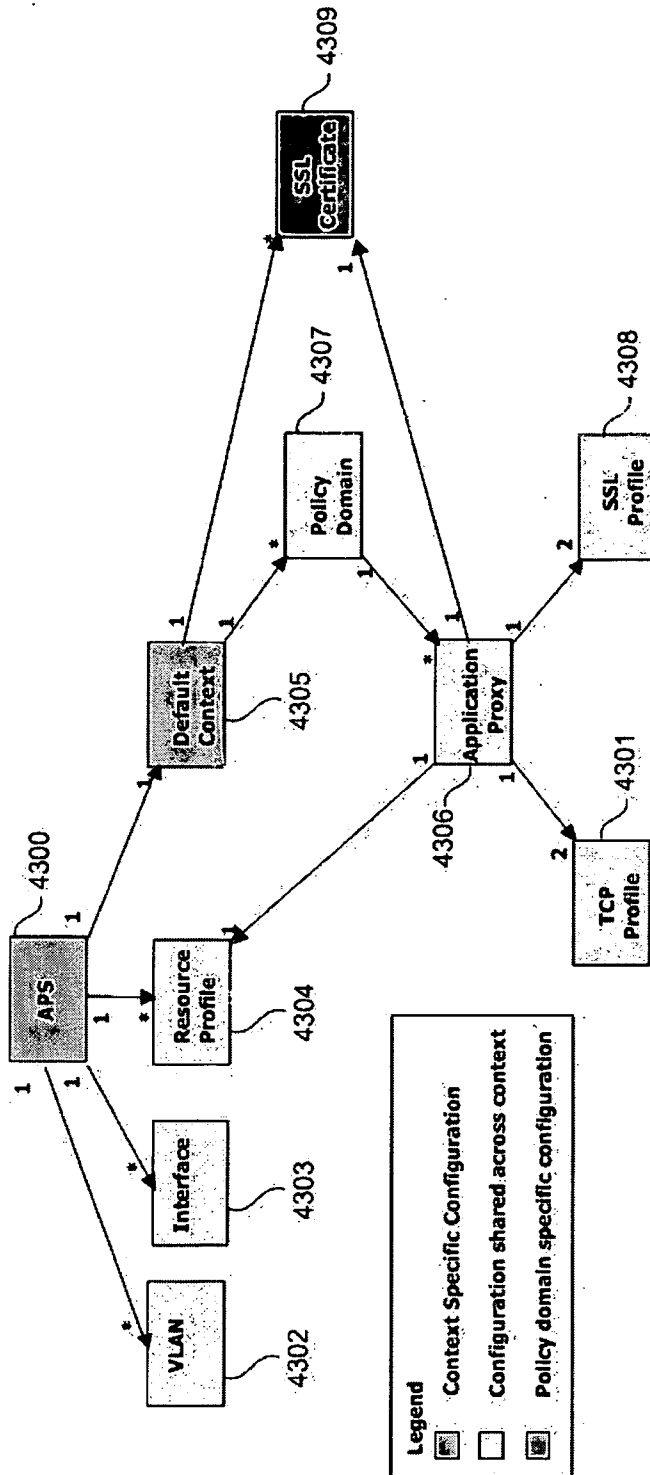 4300
APS
1
1
1
1
1
*
*
*
VLAN
4302
Interface
4303
Resource
Profile
4304
1
Default
Context
4305
1
1
*
*
SSL
Certificate
4309
1
Policy
Domain
4307
1
*
1
1
Application
Proxy
4306
1
1
2
TCP
Profile
4301
2
SSL
Profile
4308
Legend
Context Specific Configuration
Configuration shared across context
Policy domain specific configuration